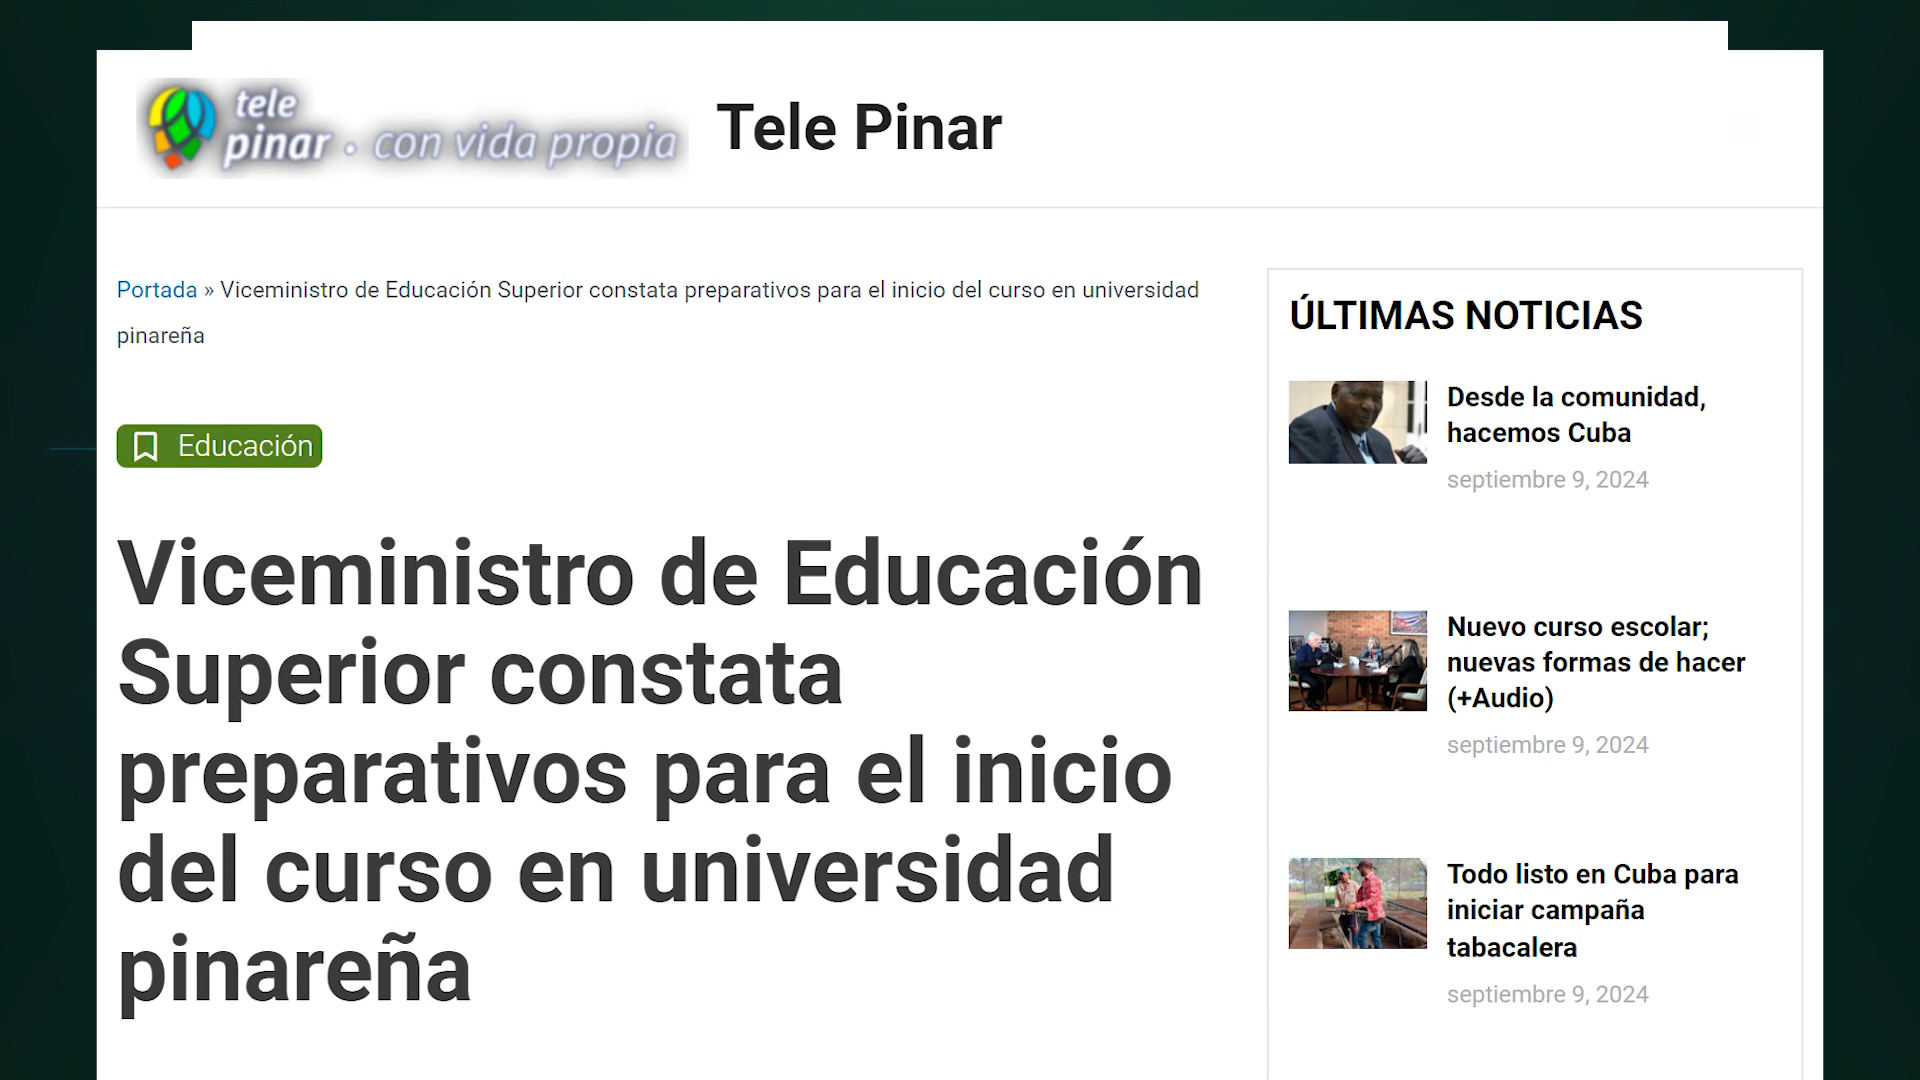 tele
pinar • con vida propia
Tele Pinar
Portada » Viceministro de Educación Superior constata preparativos para el inicio del curso en universidad
pinareña
Educación
Viceministro de Educación
Superior constata
preparativos para el inicio
del curso en universidad
pinareña
ÚLTIMAS NOTICIAS
Desde la comunidad,
hacemos Cuba
septiembre 9, 2024
Nuevo curso escolar;
nuevas formas de hacer
(+Audio)
septiembre 9, 2024
Todo listo en Cuba para
iniciar campaña
tabacalera
septiembre 9, 2024